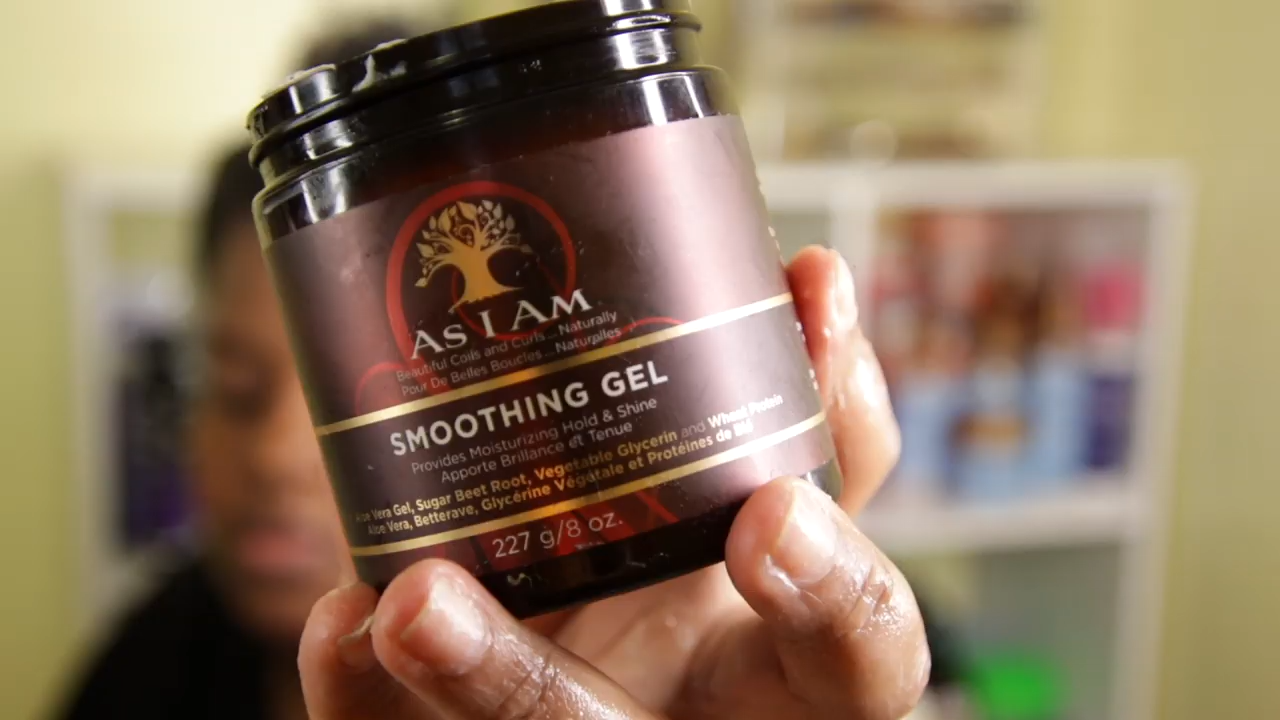 AS I AM
Beautiful Coils and Curls... Naturally
Pour De Belles Boucles... Naturelles
SMOOTHING GEL
Provides Moisturizing Hold & Shine
Apporte Brillance et Tenue
Aloe Vera Gel, Sugar Beet Root, Vegetable Glycerin and Wheat Protein
Aloe Vera, Betterave, Glycérine Végétale et Protéines de Blé
227 g/8 oz.